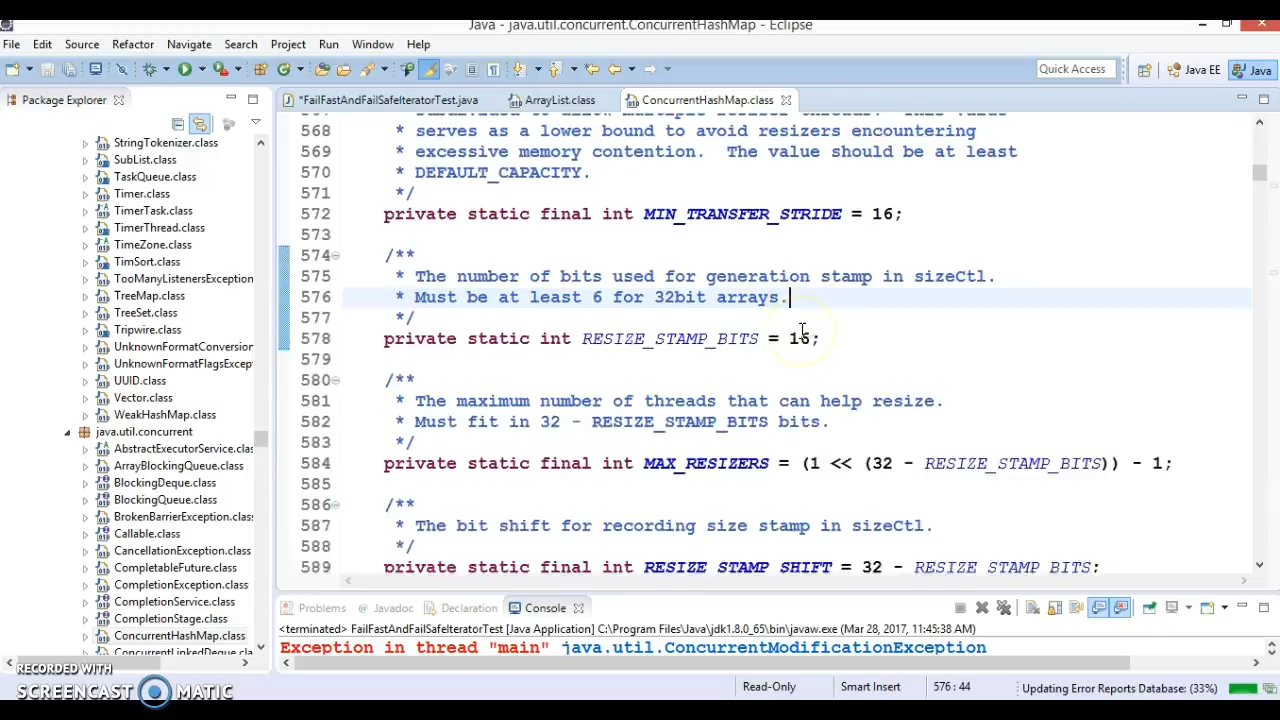 Java - java.util.concurrent.ConcurrentHashMap - Eclipse
File Edit Source Refactor Navigate Search Project Run Window Help
Quick Access Java EE Java
Package Explorer
*FailFastAndFailSafeIteratorTest.java ArrayList.class ConcurrentHashMap.class
StringTokenizer.class
SubList.class
TaskQueue.class
Timer.class
TimerTask.class
TimerThread.class
TimeZone.class
TimSort.class
TooManyListenersException
TreeMap.class
TreeSet.class
Tripwire.class
UnknownFormatConversion
UnknownFormatFlagsExcep
UUID.class
Vector.class
WeakHashMap.class
java.util.concurrent
AbstractExecutorService.clas
ArrayBlockingQueue.class
BlockingDeque.class
BlockingQueue.class
BrokenBarrierException.class
Callable.class
CancellationException.class
CompletableFuture.class
CompletionException.class
CompletionService.class
CompletionStage.class
ConcurrentHashMap.class
ConcurrentLinkedDeque.clas
568 * serves as a lower bound to avoid resizers encountering
569 * excessive memory contention. The value should be at least
570 * DEFAULT_CAPACITY.
571 */
572 private static final int MIN_TRANSFER_STRIDE = 16;
573
574 /**
575 * The number of bits used for generation stamp in sizeCtl.
576 * Must be at least 6 for 32bit arrays.
577 */
578 private static int RESIZE_STAMP_BITS = 16;
579
580 /**
581 * The maximum number of threads that can help resize.
582 * Must fit in 32 - RESIZE_STAMP_BITS bits.
583 */
584 private static final int MAX_RESIZERS = (1 << (32 - RESIZE_STAMP_BITS)) - 1;
585
586 /**
587 * The bit shift for recording size stamp in sizeCtl.
588 */
589 private static final int RESIZE_STAMP_SHIFT = 32 - RESIZE_STAMP_BITS;
Problems @ Javadoc Declaration Console
<terminated> FailFastAndFailSafeIteratorTest [Java Application] C:\Program Files\Java\jdk1.8.0_65\bin\javaw.exe (Mar 28, 2017, 11:45:38 AM)
Exception in thread "main" java.util.ConcurrentModificationException
Read-Only Smart Insert 576 : 44 Updating Error Reports Database: (33%)
RECORDED WITH
SCREENCAST MATIC